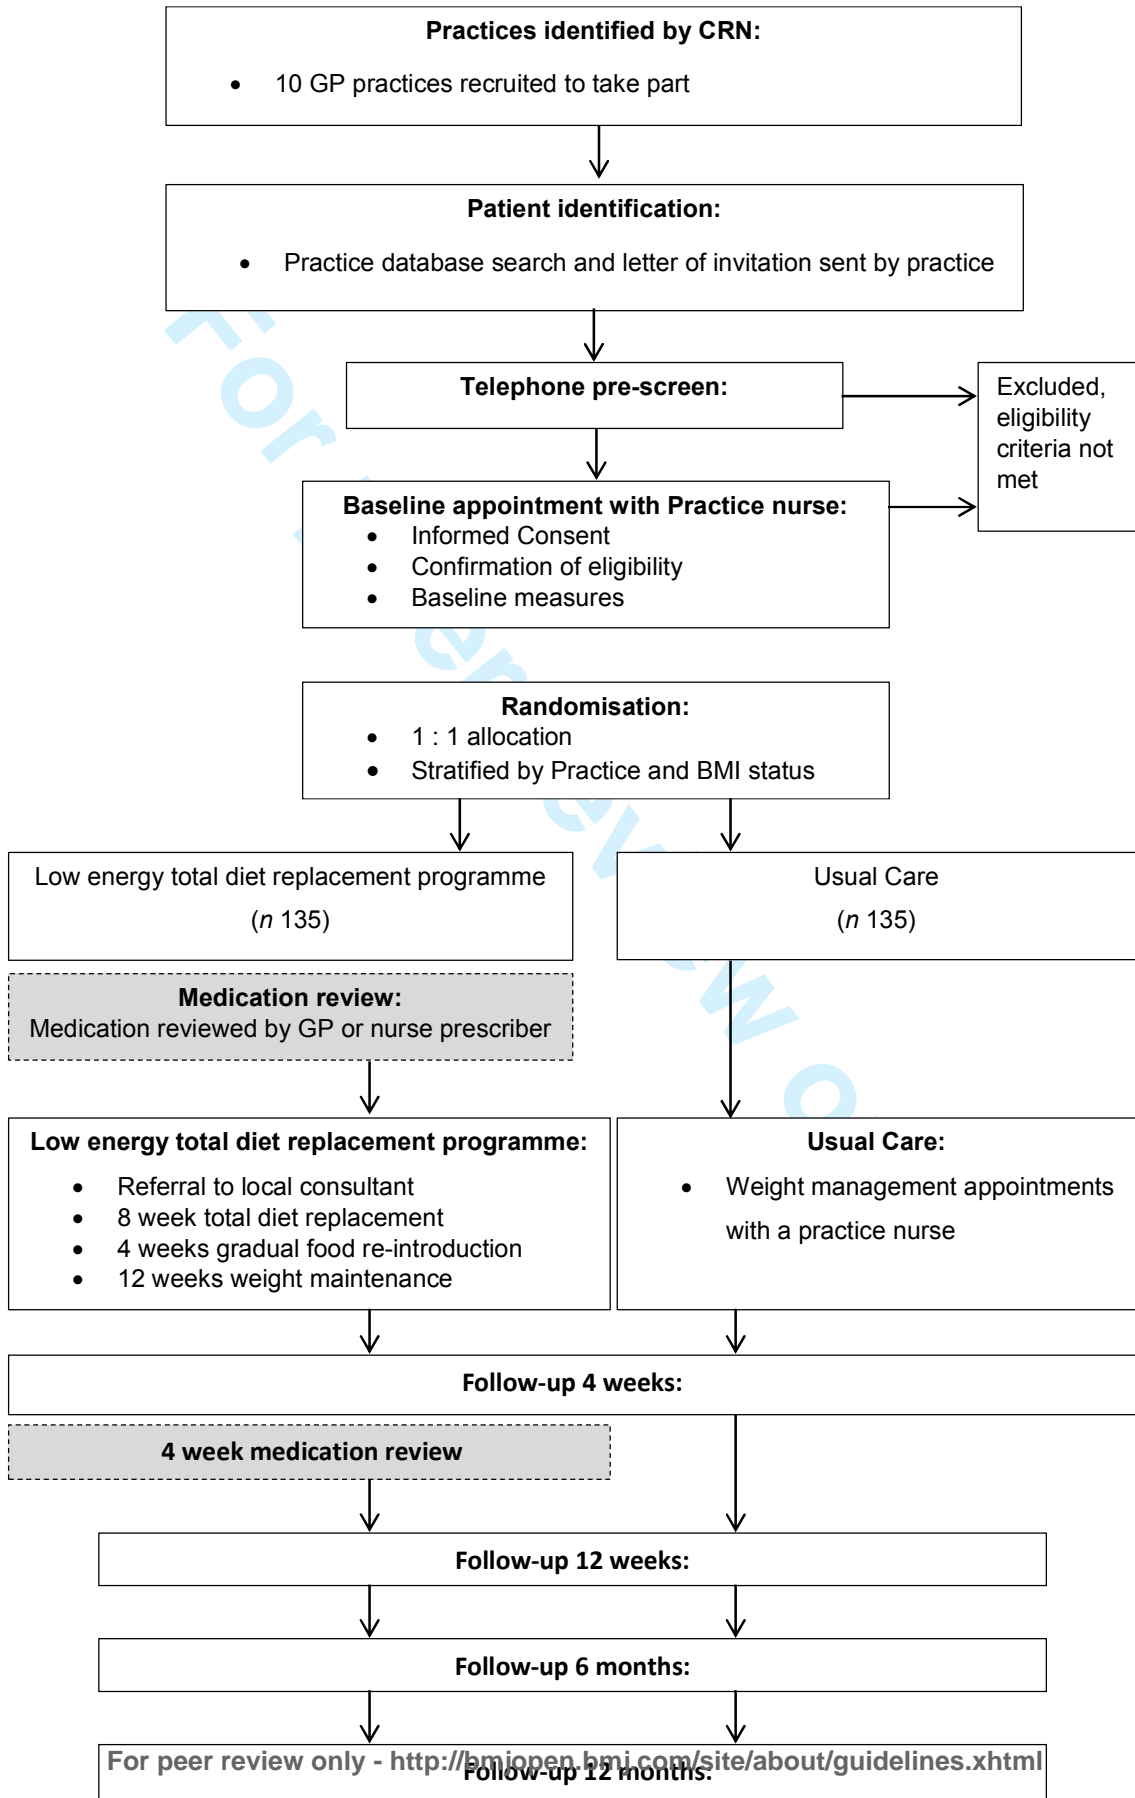 Practices identified by CRN:
• 10 GP practices recruited to take part
Patient identification:
• Practice database search and letter of invitation sent by practice
Telephone pre-screen:
Excluded,
eligibility
criteria not
met
Baseline appointment with Practice nurse:
• Informed Consent
• Confirmation of eligibility
• Baseline measures
Randomisation:
• 1 : 1 allocation
• Stratified by Practice and BMI status
Low energy total diet replacement programme
(n 135)
Usual Care
(n 135)
Medication review:
Medication reviewed by GP or nurse prescriber
Low energy total diet replacement programme:
• Referral to local consultant
• 8 week total diet replacement
• 4 weeks gradual food re-introduction
• 12 weeks weight maintenance
Usual Care:
• Weight management appointments
with a practice nurse
Follow-up 4 weeks:
4 week medication review
Follow-up 12 weeks:
Follow-up 6 months:
Follow-up 12 months:
For peer review only - http://bmjopen.bmj.com/site/about/guidelines.xhtml